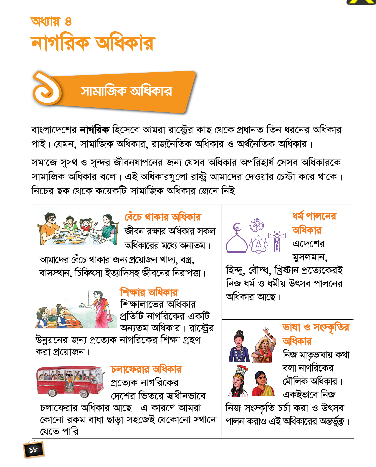 অধ্যায় ৪
নাগরিক অধিকার
১
সামাজিক অধিকার
বাংলাদেশের নাগরিক হিসেবে আমরা রাষ্ট্রের কাছ থেকে প্রধানত তিন ধরনের অধিকার
পাই। যেমন, সামাজিক অধিকার, রাজনৈতিক অধিকার ও অর্থনৈতিক অধিকার।
সমাজে সুস্থ ও সুন্দর জীবনযাপনের জন্য যেসব অধিকার অপরিহার্য সেসব অধিকারকে
সামাজিক অধিকার বলে। এই অধিকারগুলো রাষ্ট্র আমাদের দেওয়ার চেষ্টা করে থাকে।
নিচের ছক থেকে কয়েকটি সামাজিক অধিকার জেনে নিই
বেঁচে থাকার অধিকার
জীবন রক্ষার অধিকার সকল
অধিকারের মধ্যে অন্যতম।
আমাদের বেঁচে থাকার জন্য প্রয়োজন খাদ্য, বস্ত্র,
বাসস্থান, চিকিৎসা ইত্যাদিসহ জীবনের নিরাপত্তা।
শিক্ষার অধিকার
শিক্ষালাভের অধিকার
প্রতিটি নাগরিকের একটি
অন্যতম অধিকার। রাষ্ট্রের
উন্নয়নের জন্য প্রত্যেক নাগরিকের শিক্ষা গ্রহণ
করা প্রয়োজন।
চলাফেরার অধিকার
প্রত্যেক নাগরিকের
দেশের ভিতরে স্বাধীনভাবে
চলাফেরার অধিকার আছে। এ কারণে আমরা
কোনো রকম বাধা ছাড়া সহজেই যেকোনো স্থানে
যেতে পারি
ধর্ম পালনের
অধিকার
এদেশের
মুসলমান,
হিন্দু, বৌদ্ধ, খ্রিষ্টান প্রত্যেকেরই
নিজ ধর্ম ও ধর্মীয় উৎসব পালনের
অধিকার আছে।
ভাষা ও সংস্কৃতির
অধিকার
নিজ মাতৃভাষায় কথা
বলা নাগরিকের
মৌলিক অধিকার।
একইভাবে নিজ
নিজ সংস্কৃতি চর্চা করা ও উৎসব
পালন করাও এই অধিকারের অন্তর্ভুক্ত।